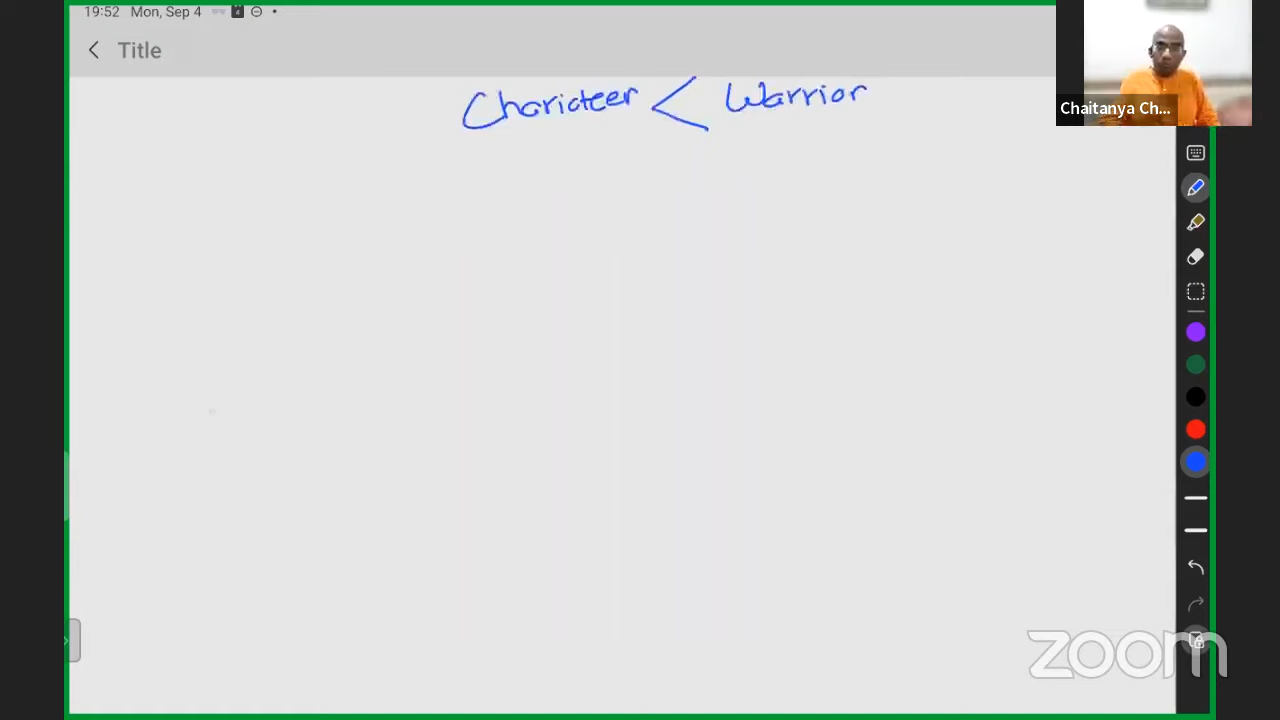 19:52 Mon, Sep 4
Title
Charioteer < Warrior
Chaitanya Ch...
zoom